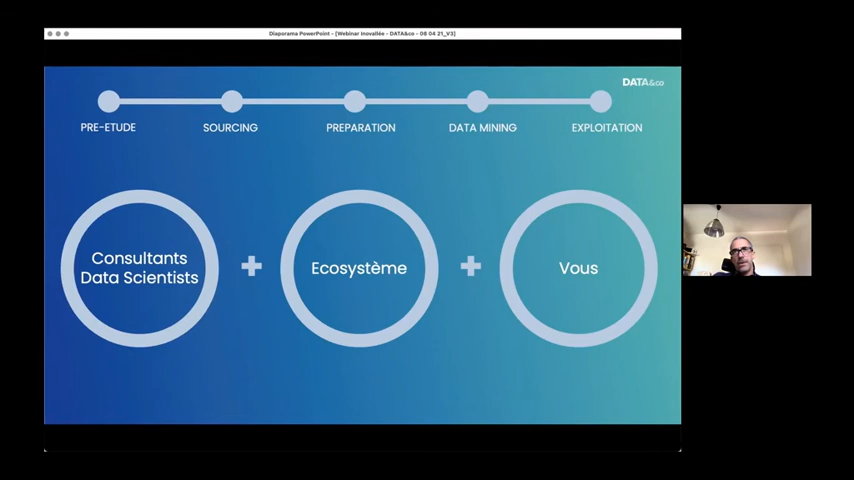 Diaporama PowerPoint - [Webinar Inovallée - DATA&co - 08 04 21_V3]
DATA&co
PRE-ETUDE
SOURCING
PREPARATION
DATA MINING
EXPLOITATION
Consultants
Data Scientists
+
Ecosystème
+
Vous